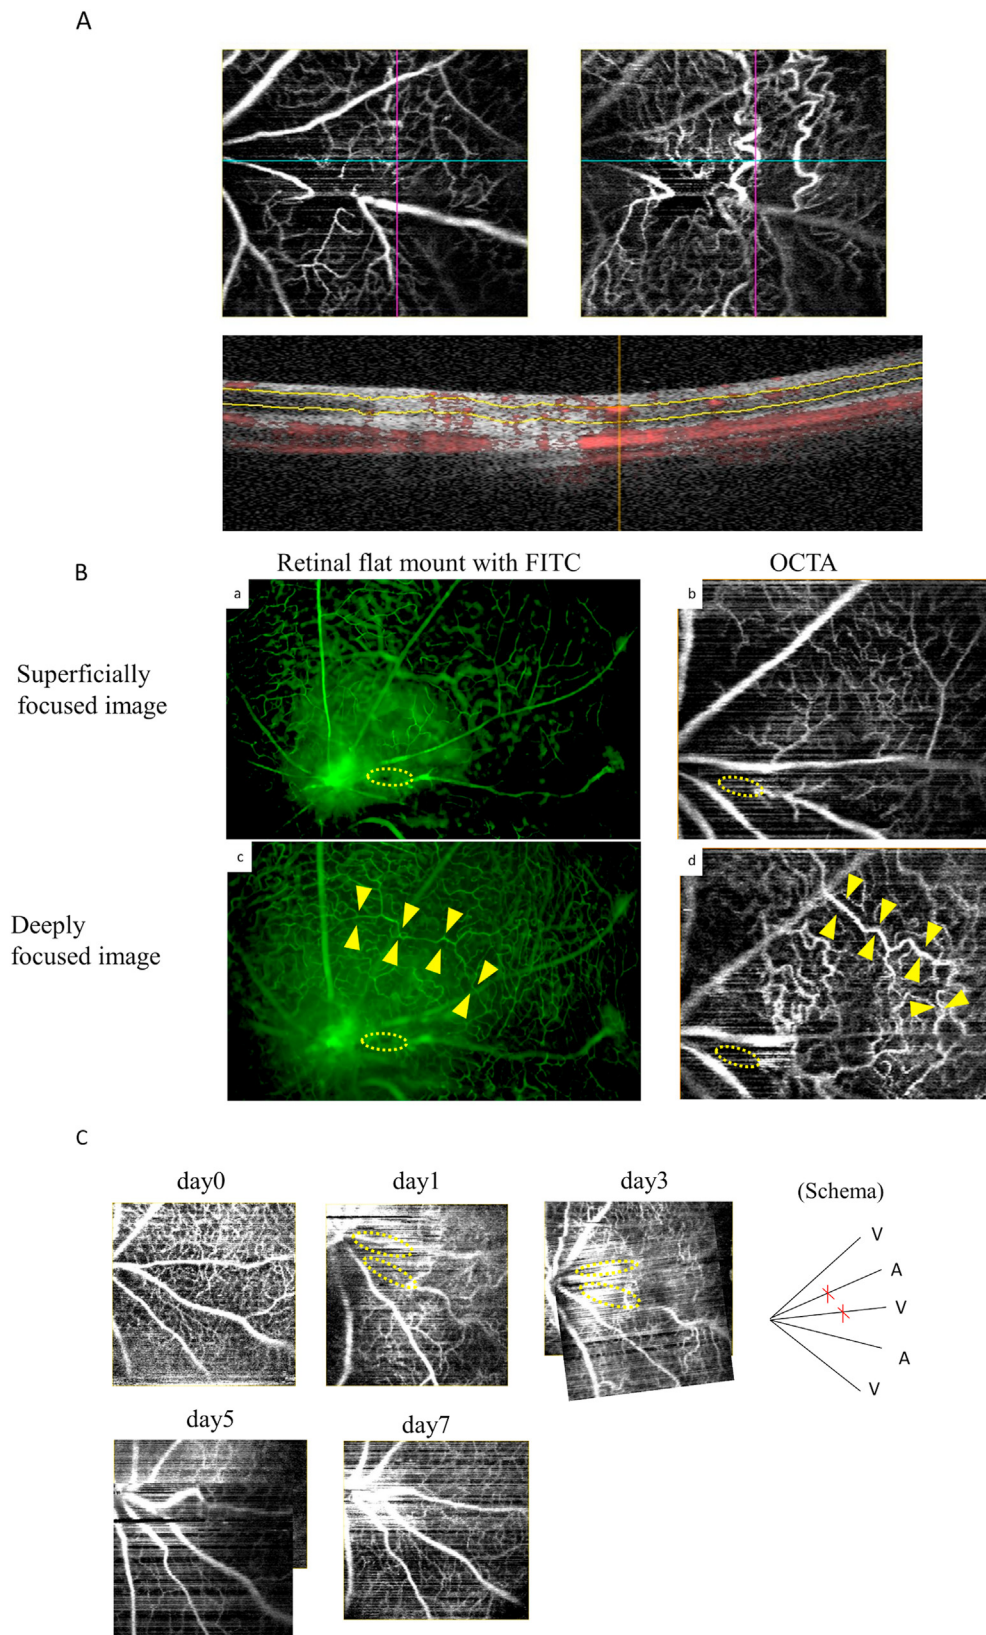 A
B
Retinal flat mount with FITC
OCTA
a
b
Superficially
focused image
c
d
Deeply
focused image
C
day0
day1
day3
(Schema)
V
A
V
A
V
day5
day7